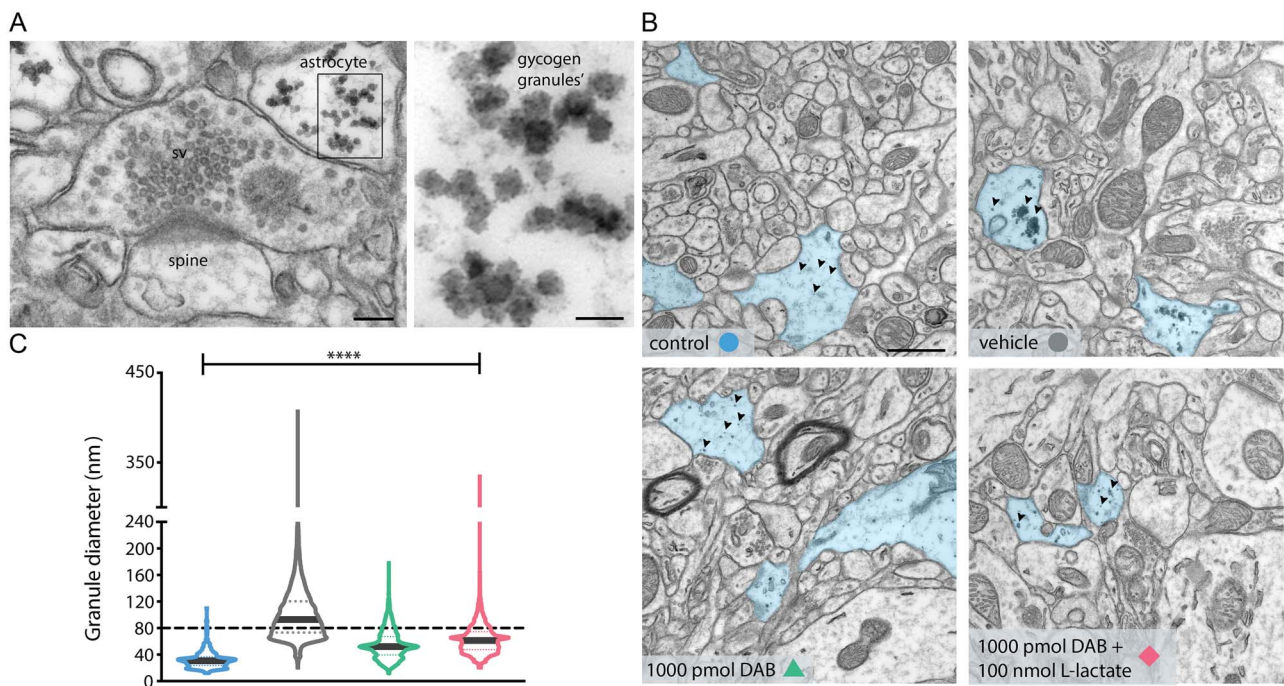 A
astrocyte
sv
spine
gycogen
granules'
B
control
vehicle
1000 pmol DAB
1000 pmol DAB +
100 nmol L-lactate
C
****
Granule diameter (nm)
450
350
240
200
160
120
80
40
0